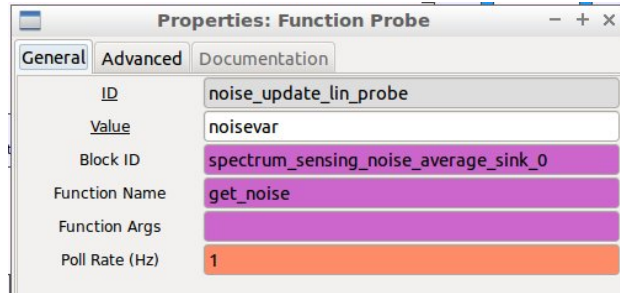 Properties: Function Probe
General Advanced Documentation
ID noise_update_lin_probe
Value noisevar
Block ID spectrum_sensing_noise_average_sink_0
Function Name get_noise
Function Args
Poll Rate (Hz) 1